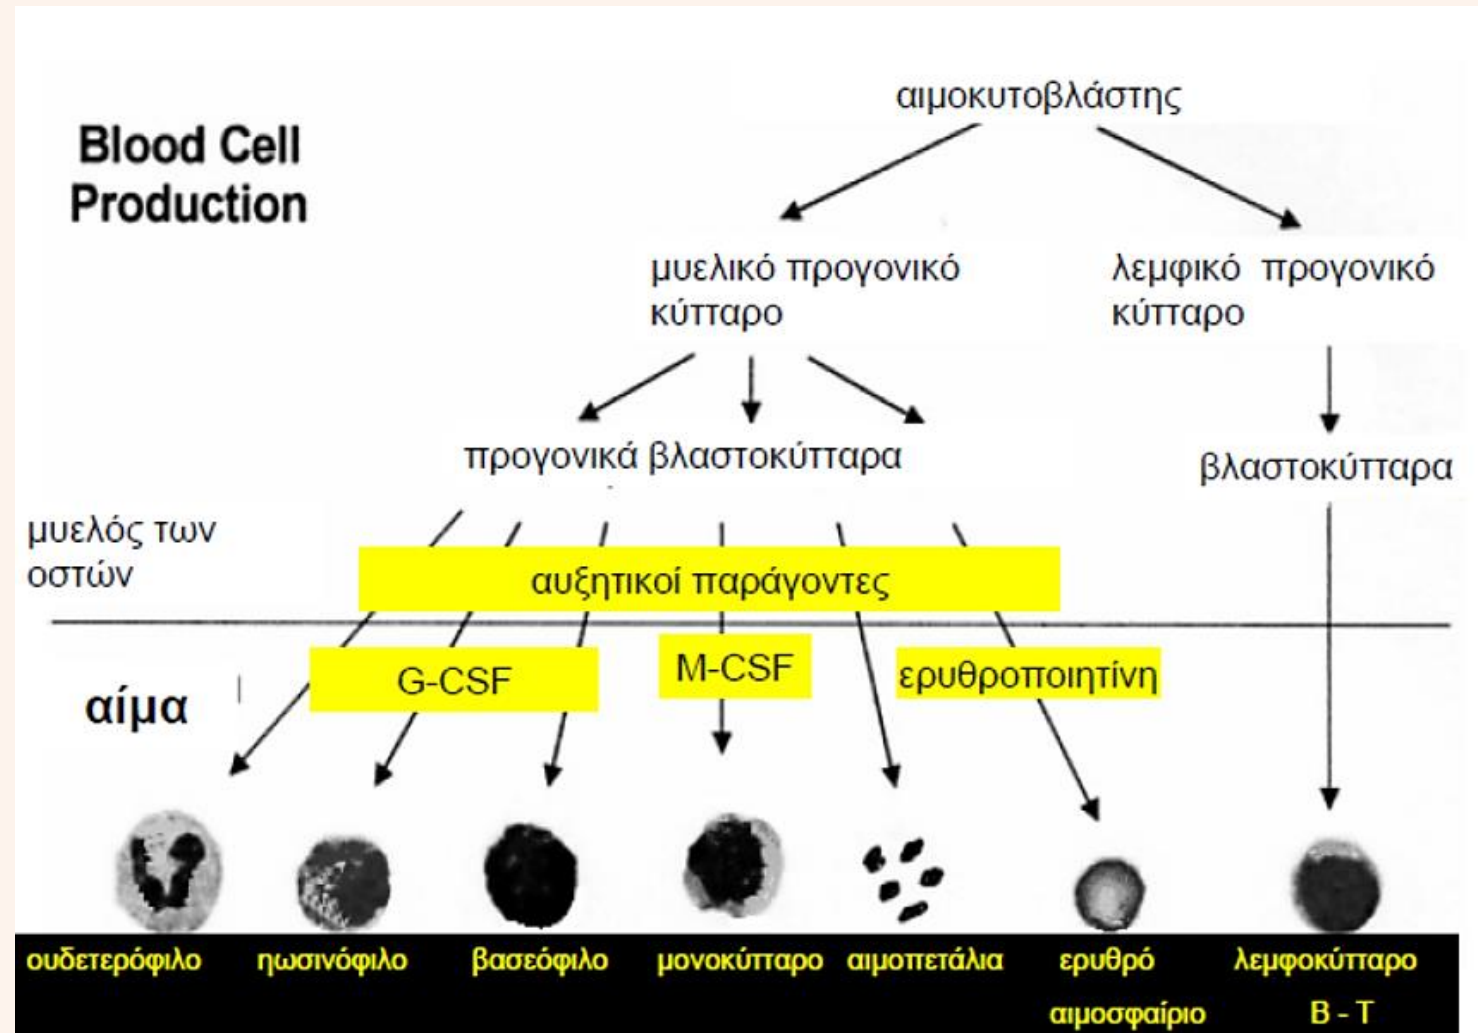 αιμοκυτοβλάστης
Blood Cell
Production
μυελικό προγονικό
κύτταρο
λεμφικό προγονικό
κύτταρο
προγονικά βλαστοκύτταρα
βλαστοκύτταρα
μυελός των
οστών
αυξητικοί παράγοντες
G-CSF
M-CSF
ερυθροποιητίνη
αίμα
ουδετερόφιλο
ηωσινόφιλο
βασεόφιλο
μονοκύτταρο
αιμοπετάλια
ερυθρό
αιμοσφαίριο
λεμφοκύτταρο
B - T